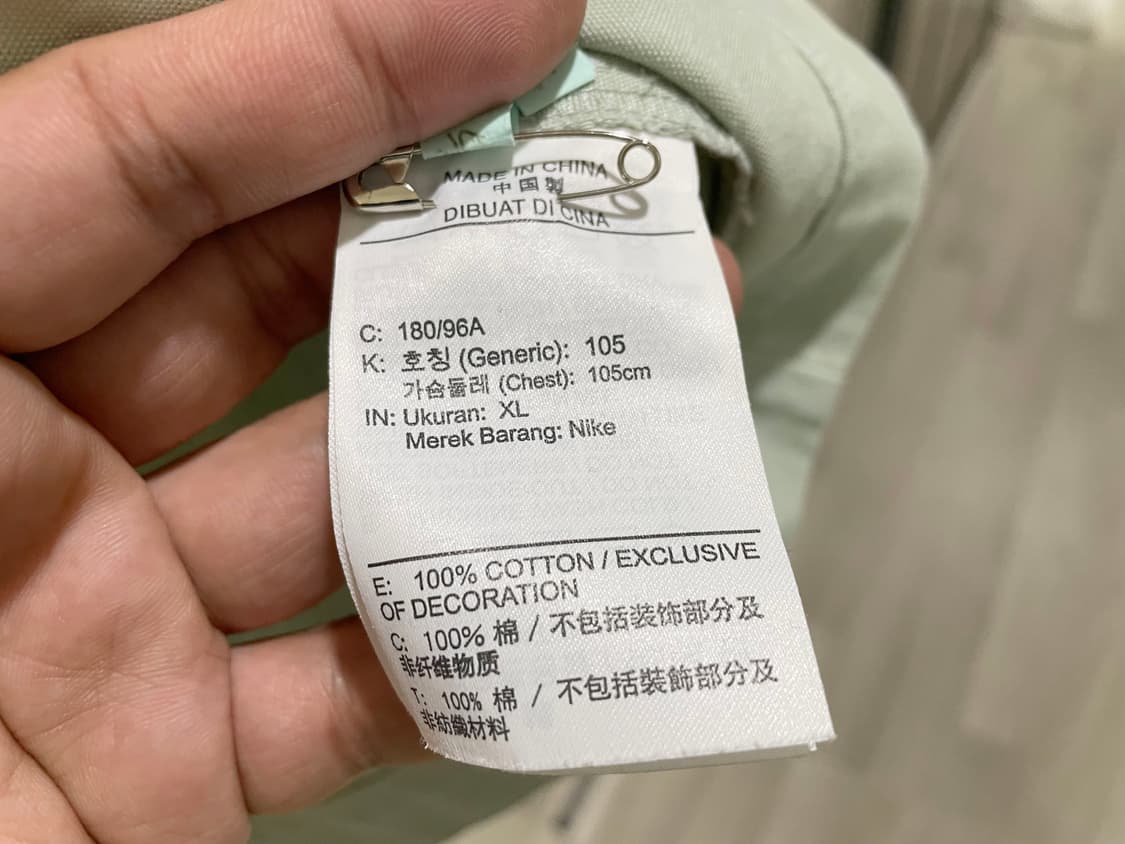 MADE IN CHINA
中国製
DIBUAT DI CINA
C: 180/96A
K: 호칭 (Generic): 105
가슴둘레 (Chest): 105cm
IN: Ukuran: XL
Merek Barang: Nike
E: 100% COTTON / EXCLUSIVE
OF DECORATION
C: 100% 棉 / 不包括装饰部分及
非纤维物质
T: 100% 棉 / 不包括裝飾部分及
非紡織材料